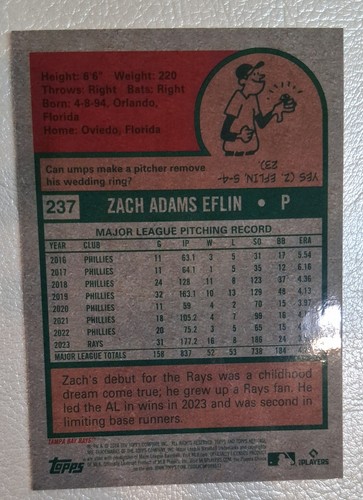 Height: 6'6" Weight: 220
Throws: Right Bats: Right
Born: 4-8-94, Orlando,
Florida
Home: Oviedo, Florida
Can umps make a pitcher remove
his wedding ring?
YES (Z. EFLIN 5-4-
23).
237 ZACH ADAMS EFLIN • P
MAJOR LEAGUE PITCHING RECORD
YEAR CLUB G IP W L SO BB ERA
2016 PHILLIES 11 63.1 3 5 31 17 5.54
2017 PHILLIES 11 64.1 1 5 35 12 6.16
2018 PHILLIES 24 128 11 8 123 37 4.36
2019 PHILLIES 32 163.1 10 13 129 48 4.13
2020 PHILLIES 11 59 4 2 70 15 3.97
2021 PHILLIES 18 105.2 4 7 99 16
2022 PHILLIES 20 75.2 3 5 65 15
2023 RAYS 31 177.2 16 8 186 24
MAJOR LEAGUE TOTALS 158 837 52 53 738 184
Zach's debut for the Rays was a childhood
dream come true; he grew up a Rays fan. He
led the AL in wins in 2023 and was second in
limiting base runners.
TAMPA BAY RAYS
Topps
PLAYERS